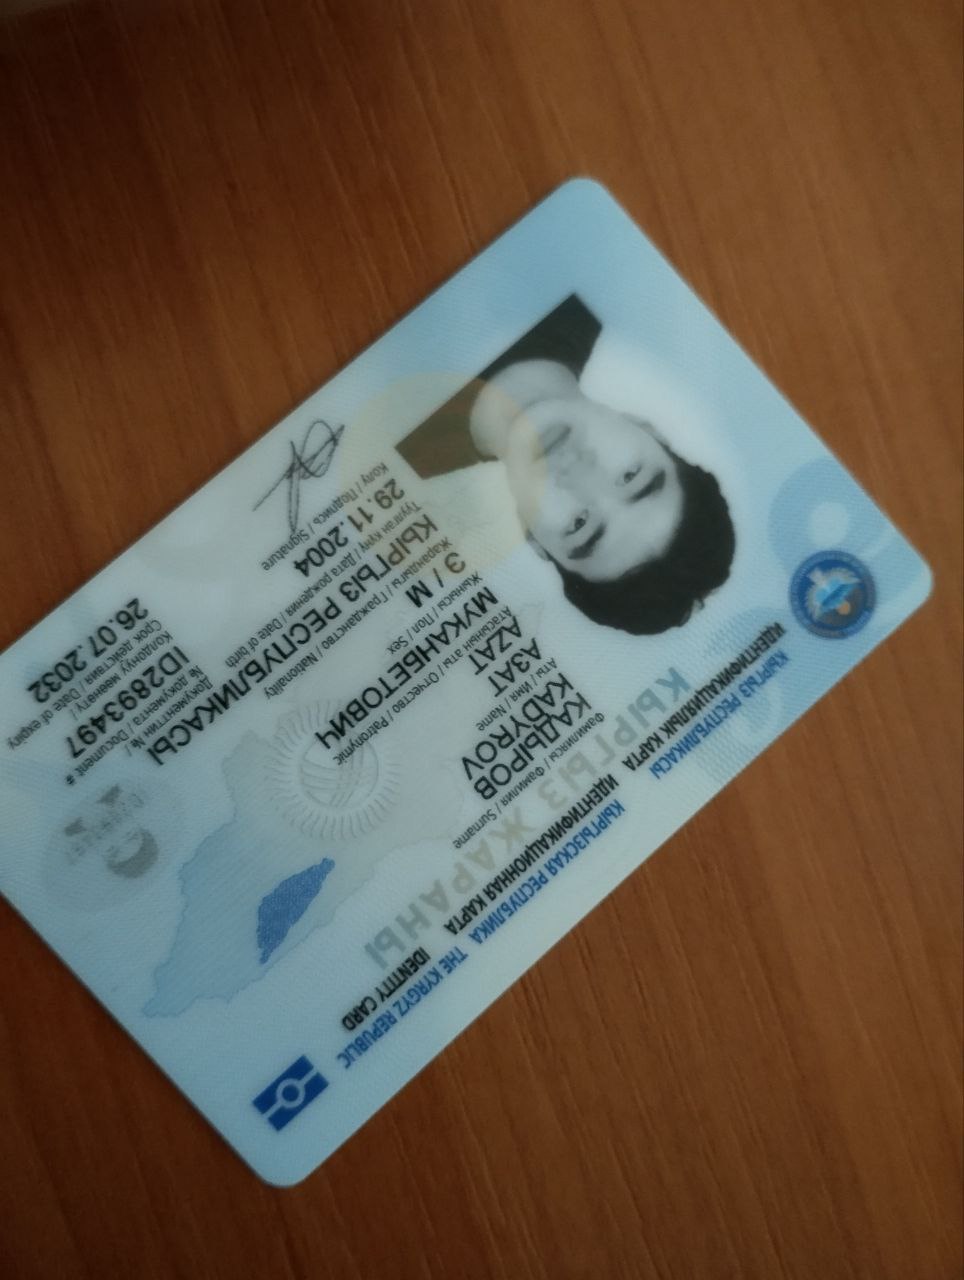 КЫРГЫЗ РЕСПУБЛИКАСЫ КЫРГЫЗСКАЯ РЕСПУБЛИКА THE KYRGYZ REPUBLIC
ИДЕНТИФИКАЦИЯЛЫК КАРТА ИДЕНТИФИКАЦИОННАЯ КАРТА IDENTITY CARD
КЫРГЫЗ ЖАРАНЫ
Фамилиясы / Фамилия / Surname
КАДЫРОВ
KADYROV
Аты / Имя / Name
АЗАТ
AZAT
Атасынын аты / Отчество / Patronymic
МУКАНБЕТОВИЧ
Жынысы / Пол / Sex
Э / М
Жарандыгы / Гражданство / Nationality
КЫРГЫЗ РЕСПУБЛИКАСЫ
Туулган күнү / Дата рождения / Date of birth
29.11.2004
Документтин № /
№ документа / Document #
ID2893497
Колдонуу мөөнөтү /
Срок действия / Date of expiry
26.07.2032
Колу / Подпись / Signature